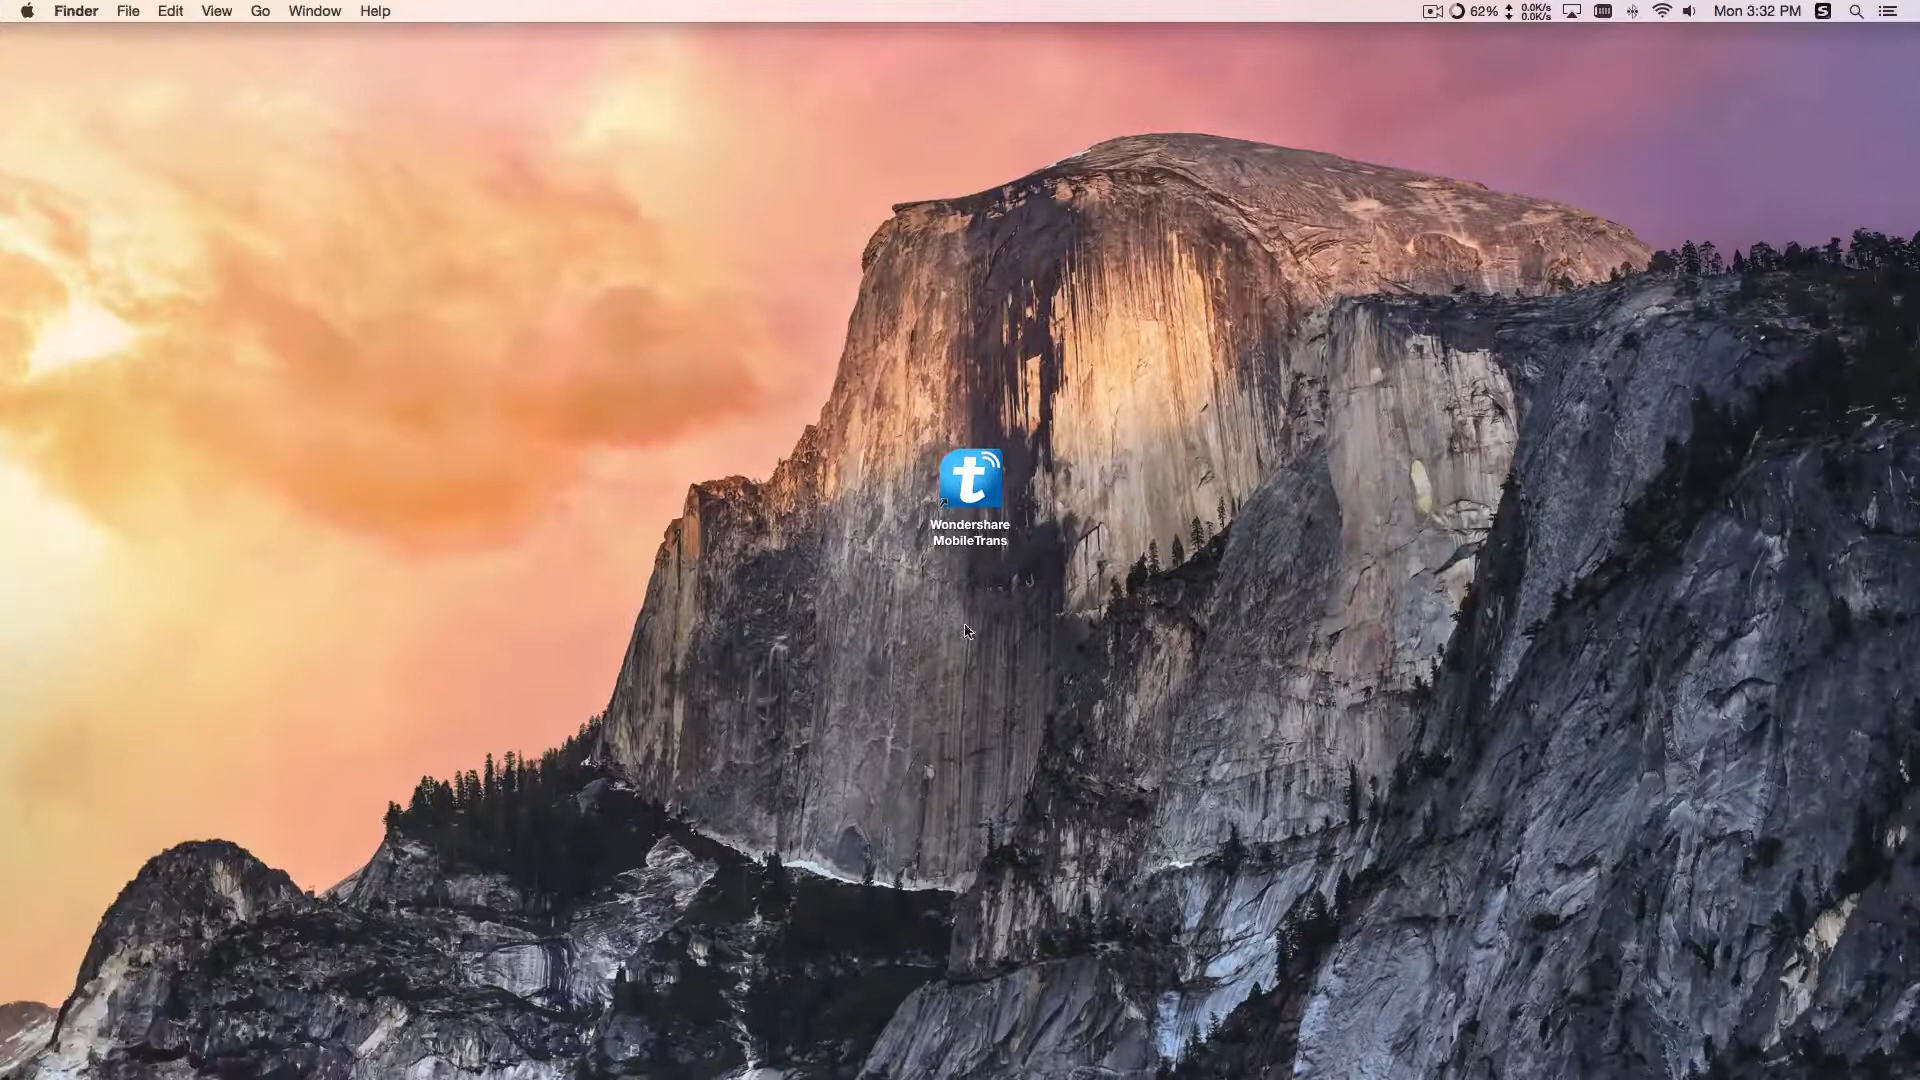 Finder File Edit View Go Window Help 62% 0.0K/s Mon 3:32 PM S
0.0K/s
t
Wondershare
MobileTrans